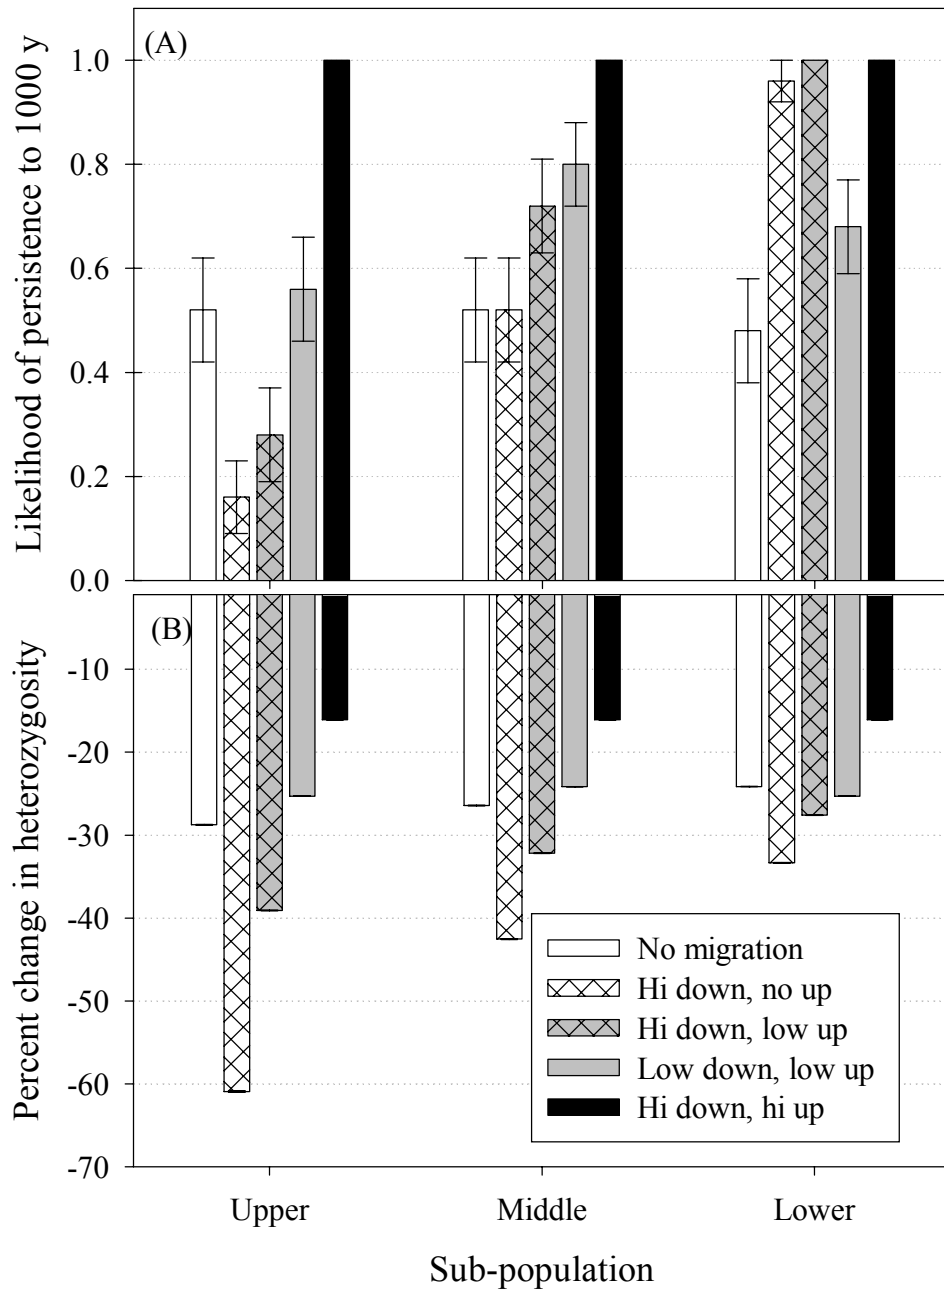 (A)
Likelihood of persistence to 1000 y
1.0
0.8
0.6
0.4
0.2
0.0
(B)
Percent change in heterozygosity
-10
-20
-30
-40
-50
-60
-70
No migration
Hi down, no up
Hi down, low up
Low down, low up
Hi down, hi up
Upper Middle Lower
Sub-population